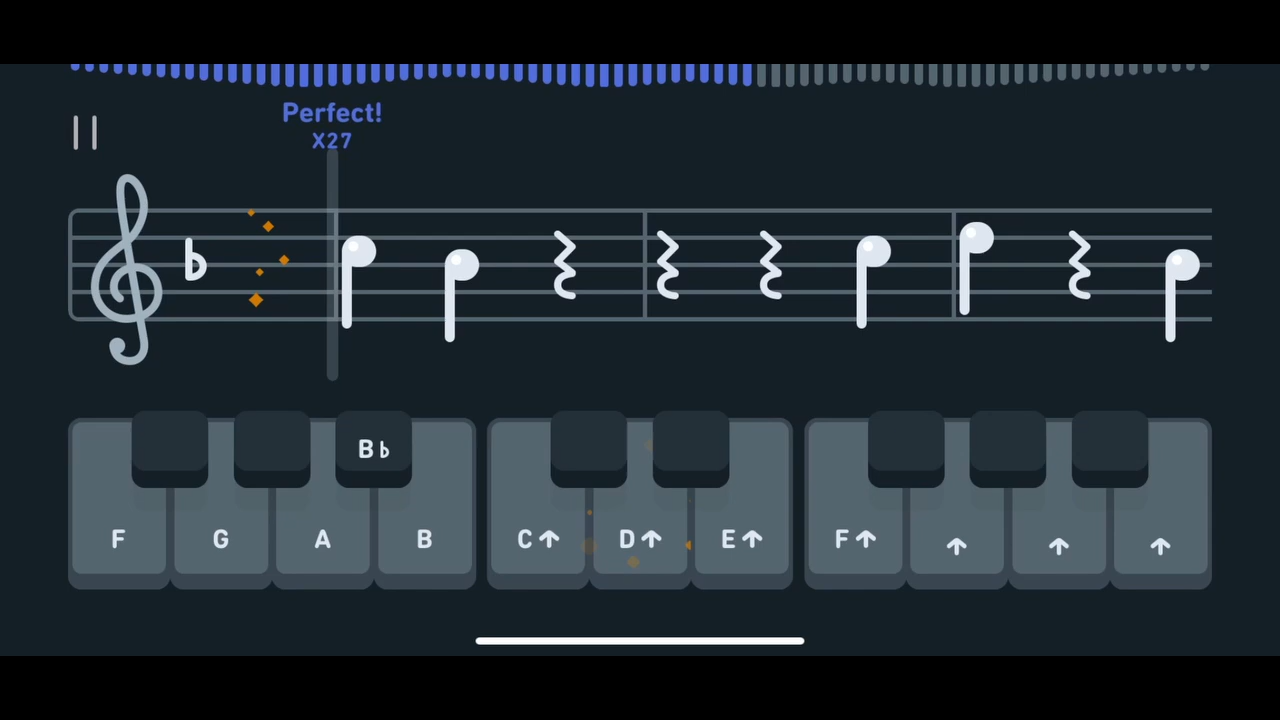 Perfect!
X27
B♭
F G A B C↑ D↑ E↑ F↑ ↑ ↑ ↑